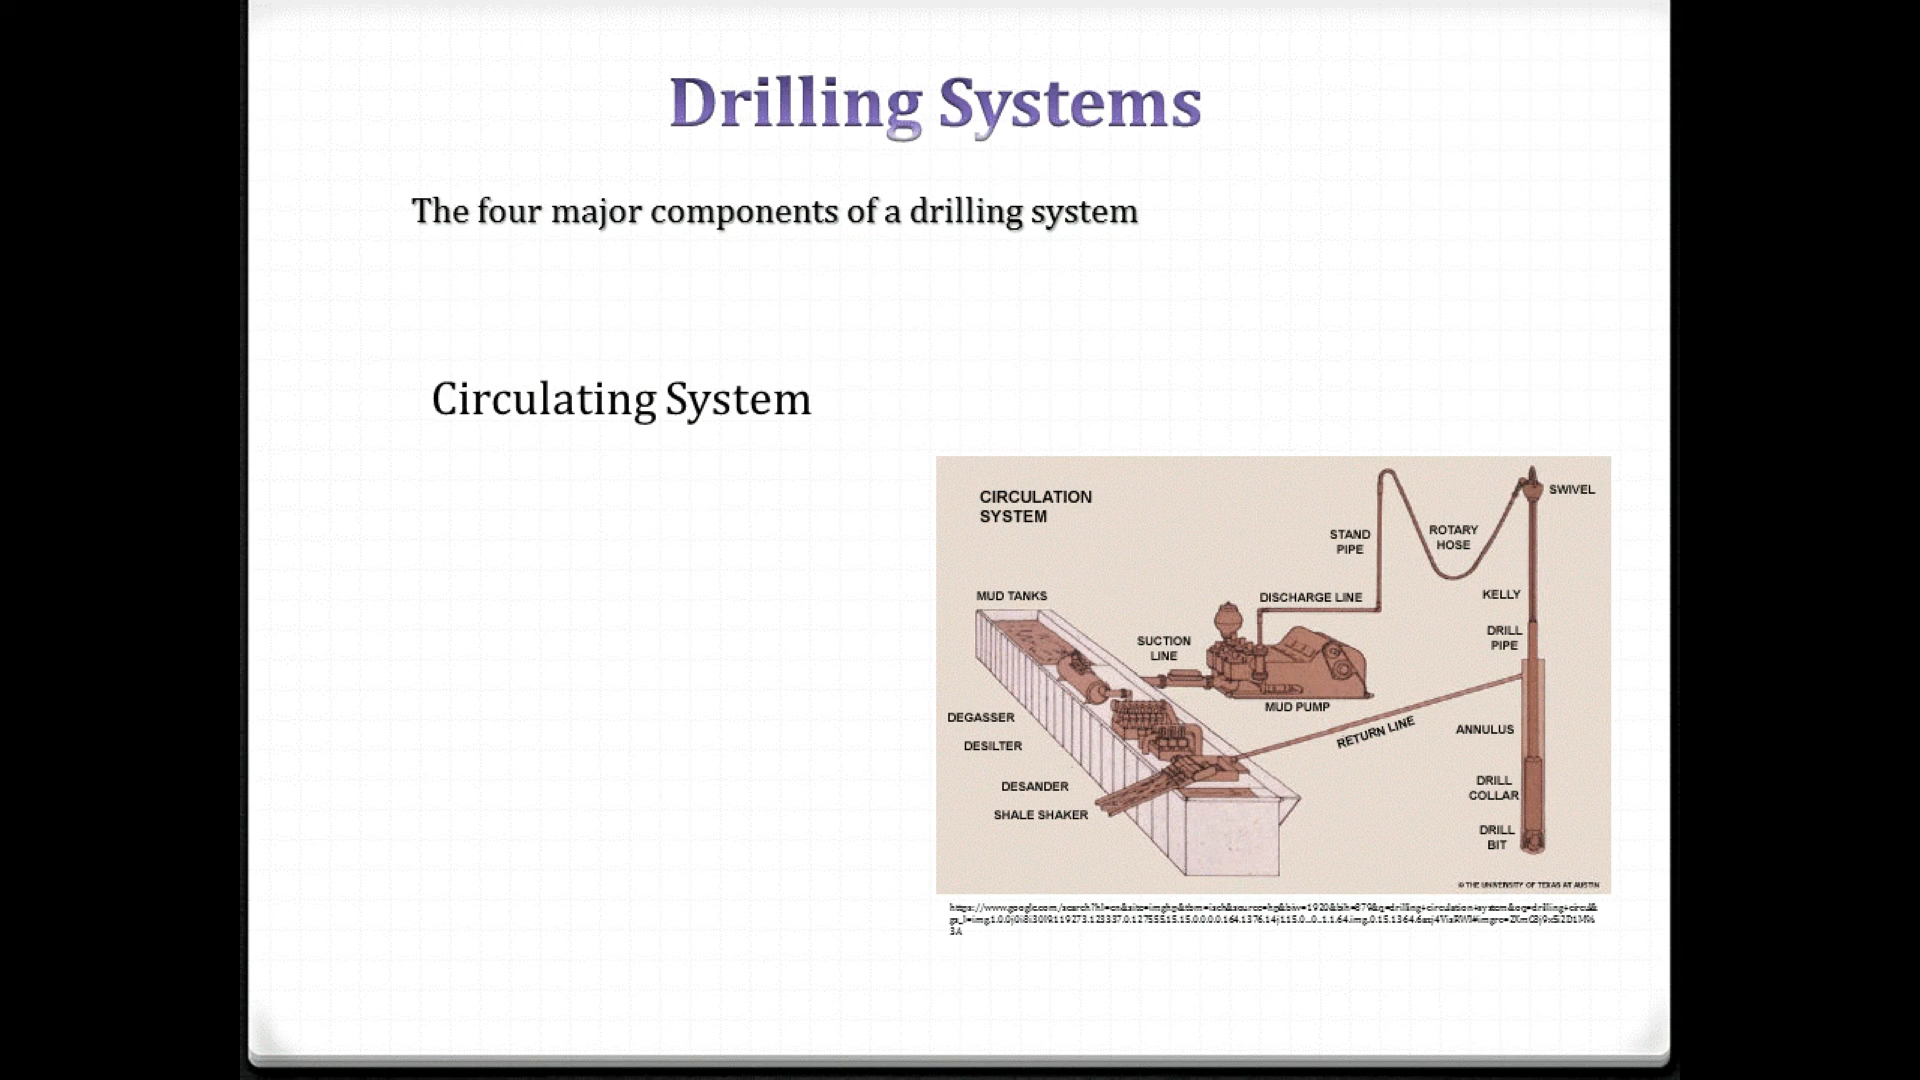 Drilling Systems
The four major components of a drilling system
Circulating System
CIRCULATION
SYSTEM
SWIVEL
STAND
PIPE
ROTARY
HOSE
MUD TANKS
DISCHARGE LINE
KELLY
SUCTION
LINE
DRILL
PIPE
MUD PUMP
DEGASSER
RETURN LINE
ANNULUS
DESILTER
DESANDER
DRILL
COLLAR
SHALE SHAKER
DRILL
BIT
© THE UNIVERSITY OF TEXAS AT AUSTIN